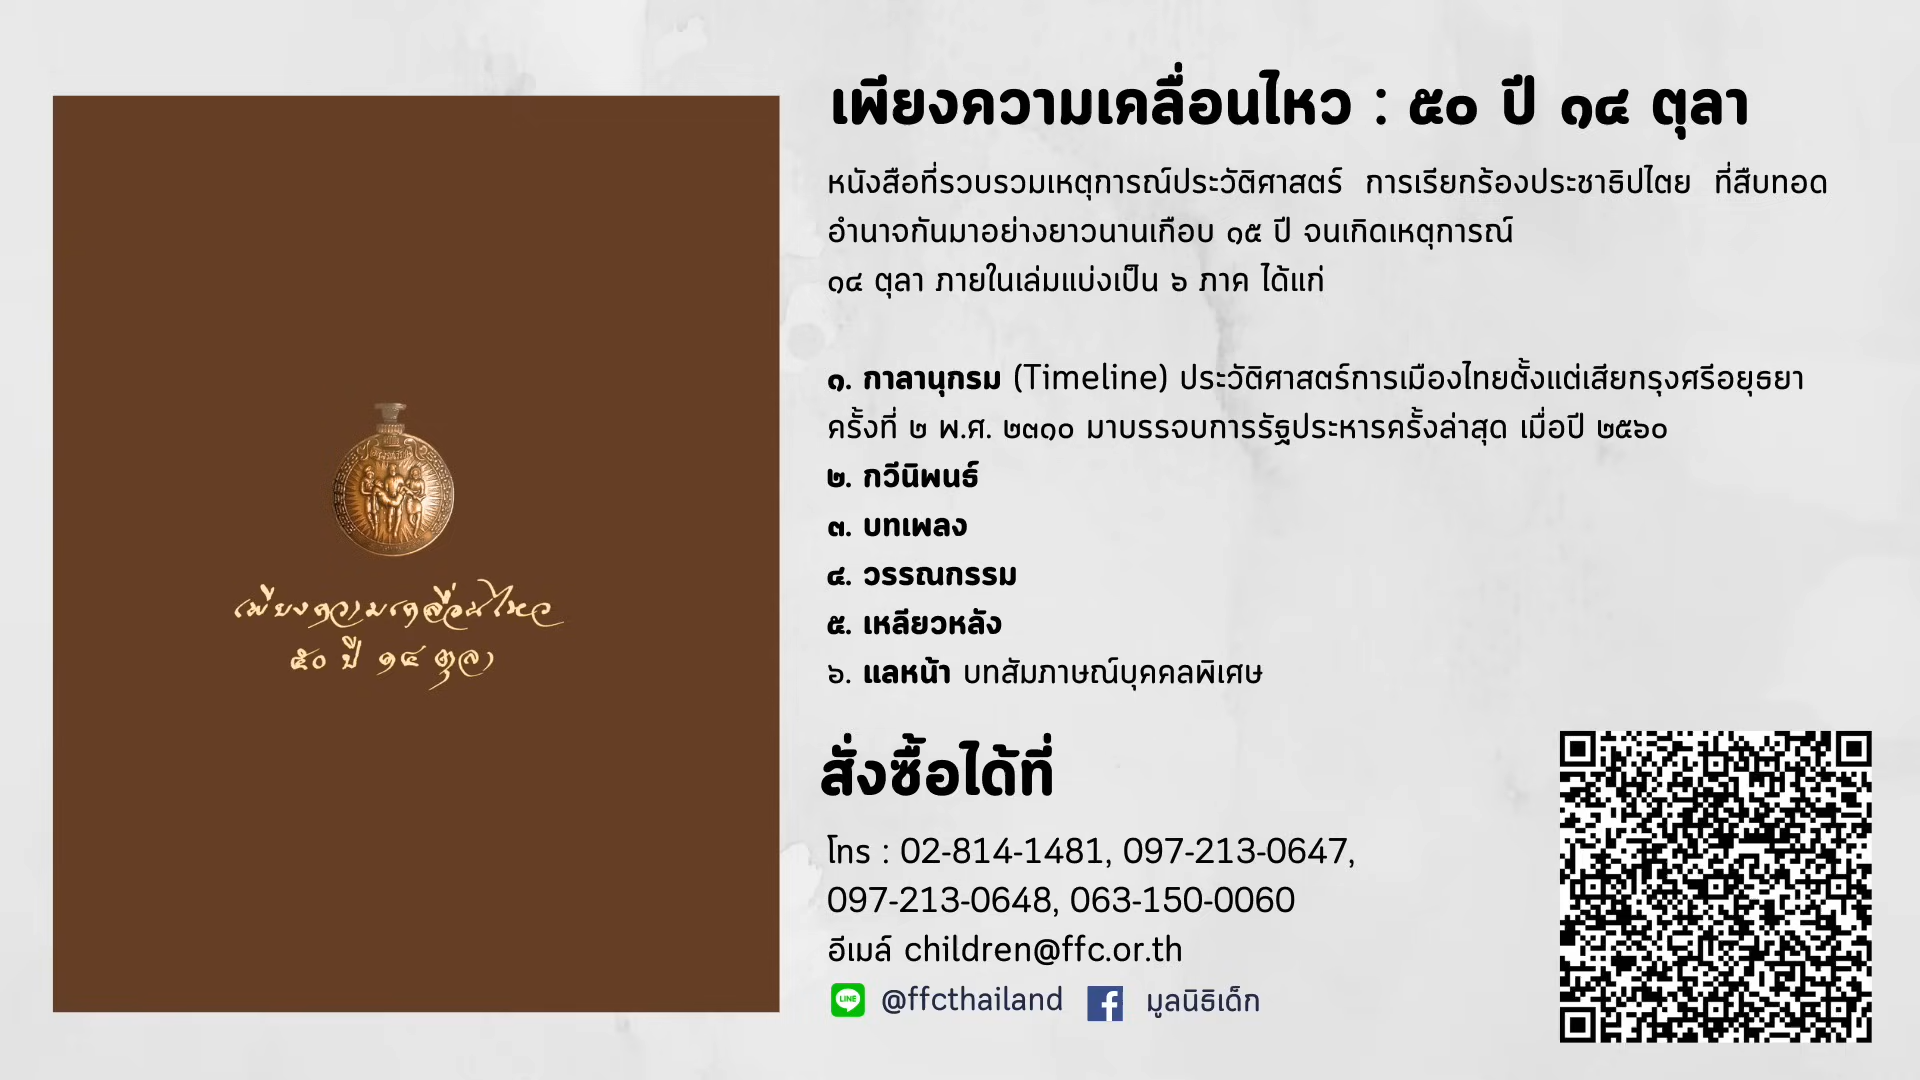 เพียงความเคลื่อนไหว
๕๐ ปี ๑๔ ตุลา
เพียงความเคลื่อนไหว : ๕๐ ปี ๑๔ ตุลา
หนังสือที่รวบรวมเหตุการณ์ประวัติศาสตร์ การเรียกร้องประชาธิปไตย ที่สืบทอด
อำนาจกันมาอย่างยาวนานเกือบ ๑๕ ปี จนเกิดเหตุการณ์
๑๔ ตุลา ภายในเล่มแบ่งเป็น ๖ ภาค ได้แก่
๑. กาลานุกรม (Timeline) ประวัติศาสตร์การเมืองไทยตั้งแต่เสียกรุงศรีอยุธยา
ครั้งที่ ๒ พ.ศ. ๒๓๑๐ มาบรรจบการรัฐประหารครั้งล่าสุด เมื่อปี ๒๕๖๐
๒. กวีนิพนธ์
๓. บทเพลง
๔. วรรณกรรม
๕. เหลียวหลัง
๖. แลหน้า บทสัมภาษณ์บุคคลพิเศษ
สั่งซื้อได้ที่
โทร : 02-814-1481, 097-213-0647,
097-213-0648, 063-150-0060
อีเมล์ children@ffc.or.th
LINE @ffcthailand f มูลนิธิเด็ก